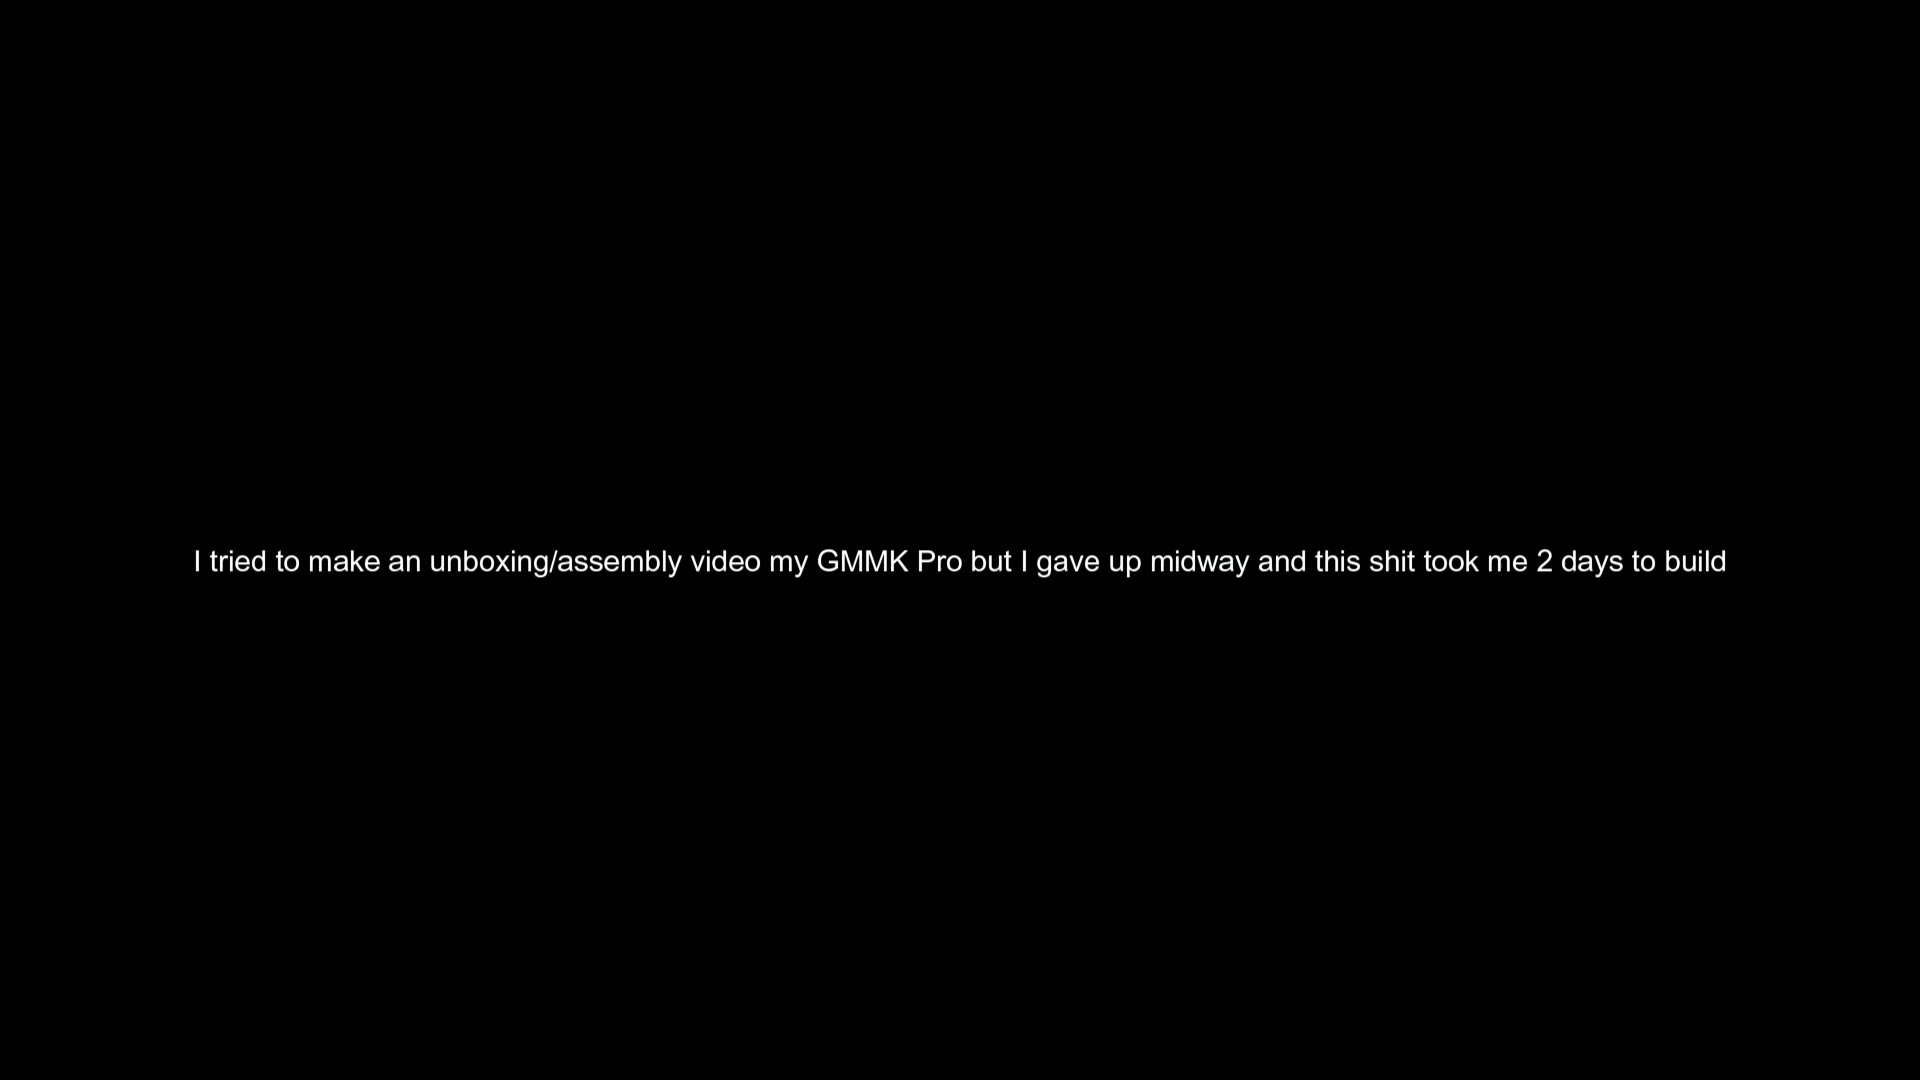 I tried to make an unboxing/assembly video my GMMK Pro but I gave up midway and this shit took me 2 days to build